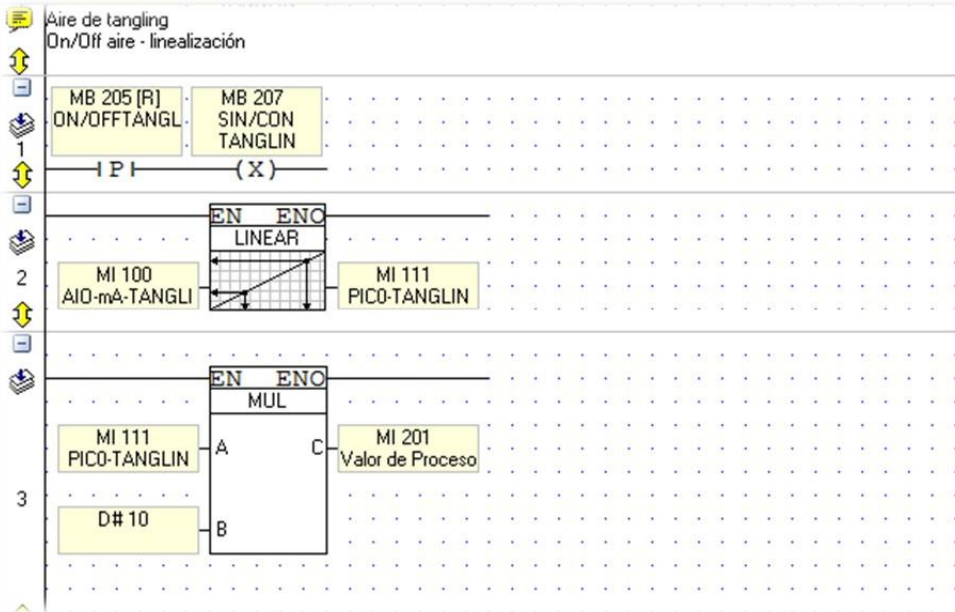 Aire de tangling
On/Off aire - linealización
MB 205 [R]
ON/OFFTANGL
MB 207
SIN/CON
TANGLIN
P
(X)
1
EN ENO
LINEAR
MI 100
AIO-mA-TANGLI
MI 111
PIC0-TANGLIN
2
EN ENO
MUL
MI 111
PIC0-TANGLIN
A
C
MI 201
Valor de Proceso
3
D# 10
B